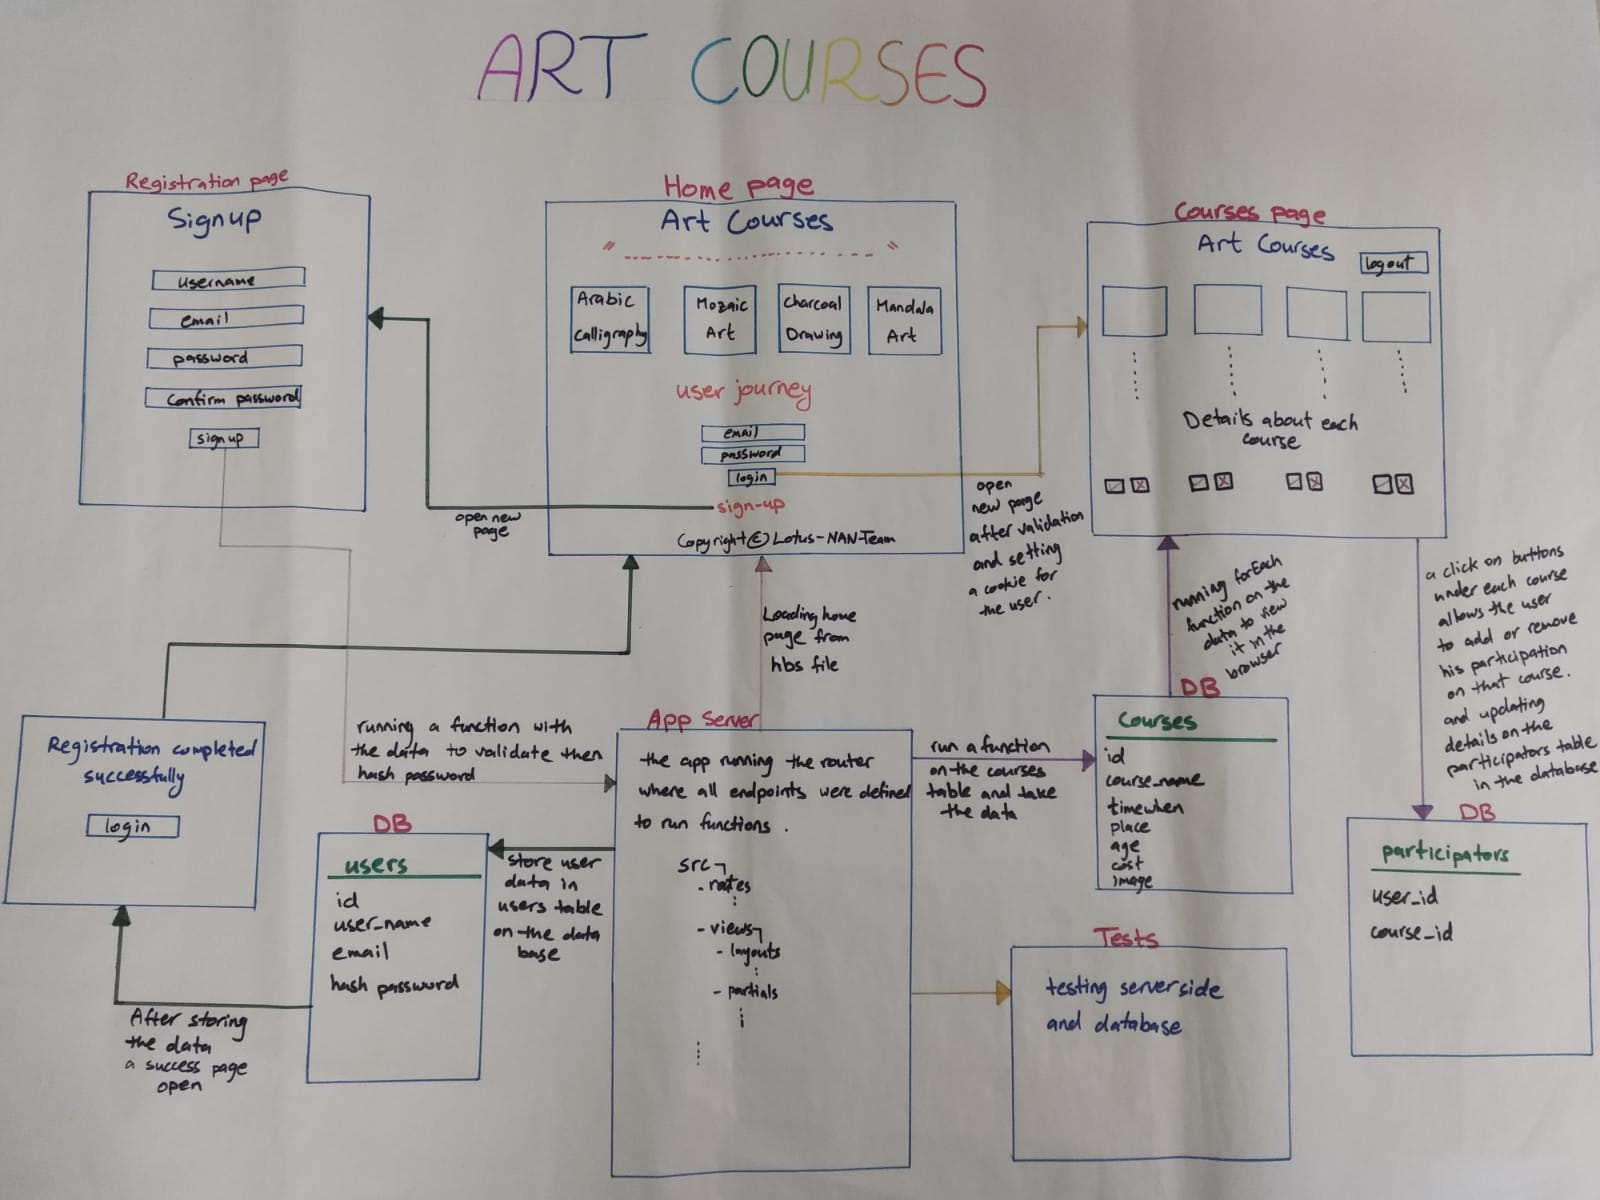 ART COURSES
Registration page
Signup
username
email
password
Confirm password
sign up
Home page
Art Courses
" ---------------- "
Arabic
Calligraphy
Mozaic
Art
Charcoal
Drawing
Mandala
Art
user journey
email
password
login
sign-up
Copyright © Lotus-NAN-Team
Courses page
Art Courses
logout
Details about each
course
open new
page
open
new page
after validation
and setting
a cookie for
the user.
Loading home
page from
hbs file
running forEach
function on the
data to view
it in the
browser
a click on buttons
under each course
allows the user
to add or remove
his participation
on that course.
and updating
details on the
participators table
in the database
Registration completed
successfully
login
running a function with
the data to validate then
hash password
App server
the app running the router
where all endpoints were defined
to run functions.
src
- rates
- views
- layouts
- partials
run a function
on the courses
table and take
the data
DB
Courses
id
course_name
timewhen
place
age
cost
image
DB
participators
user_id
course_id
DB
users
id
user_name
email
hash password
store user
data in
users table
on the data
base
After storing
the data
a success page
open
Tests
testing serverside
and database